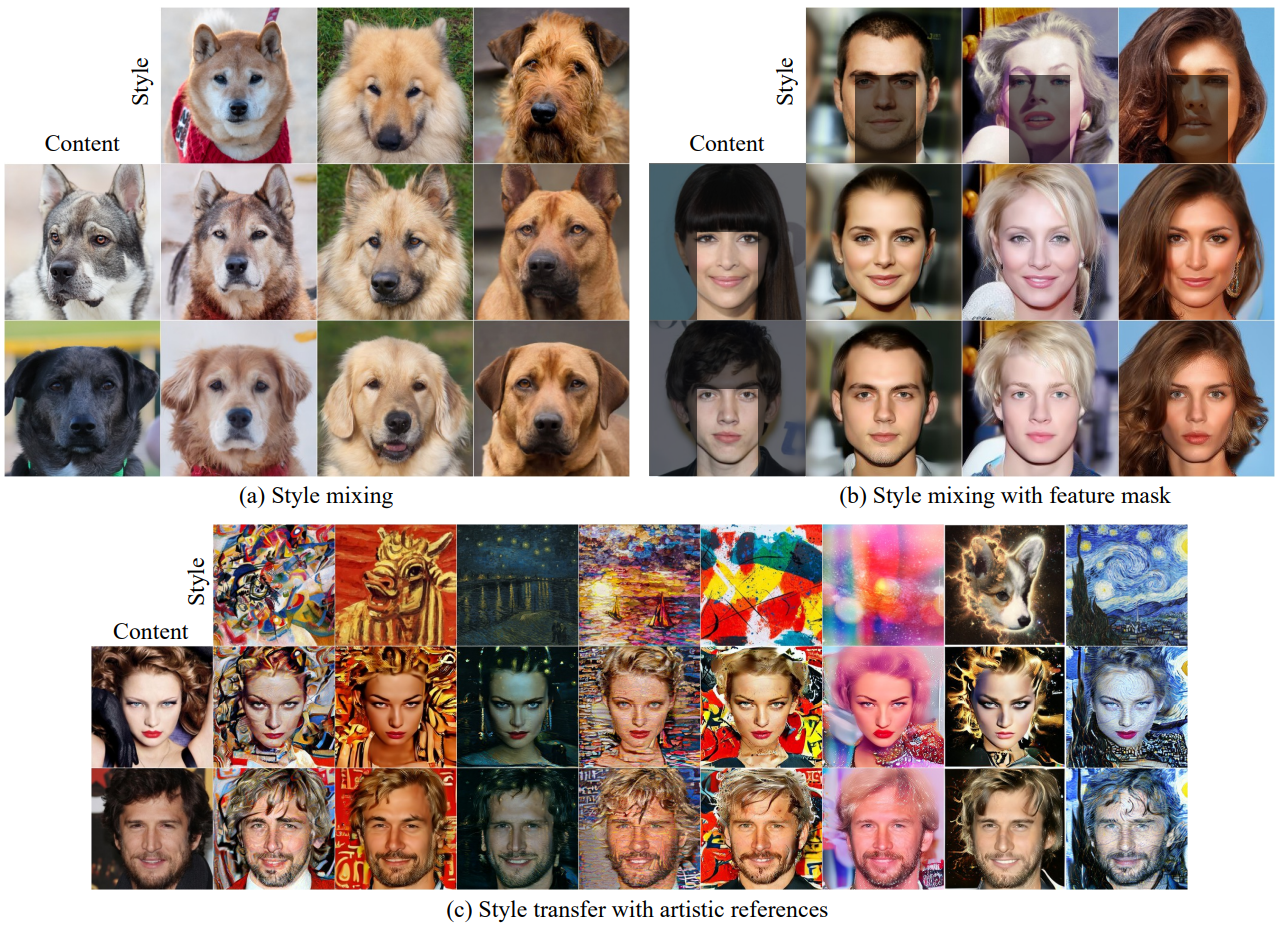 Style
Content
(a) Style mixing
Style
Content
(b) Style mixing with feature mask
Style
Content
(c) Style transfer with artistic references